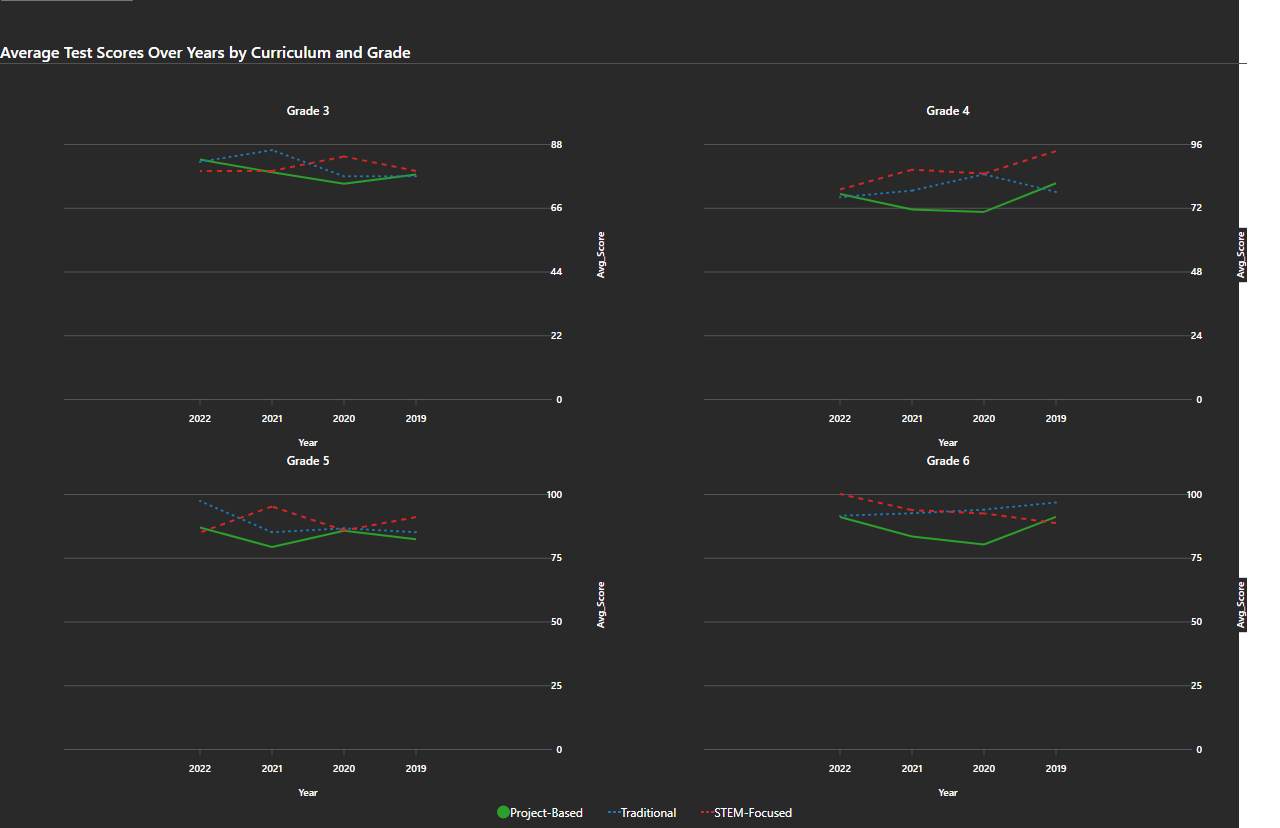 Average Test Scores Over Years by Curriculum and Grade
Grade 3
88
66
44
22
0
Avg_Score
2022 2021 2020 2019
Year
Grade 4
96
72
48
24
0
Avg_Score
2022 2021 2020 2019
Year
Grade 5
100
75
50
25
0
Avg_Score
2022 2021 2020 2019
Year
Grade 6
100
75
50
25
0
Avg_Score
2022 2021 2020 2019
Year
Project-Based Traditional STEM-Focused